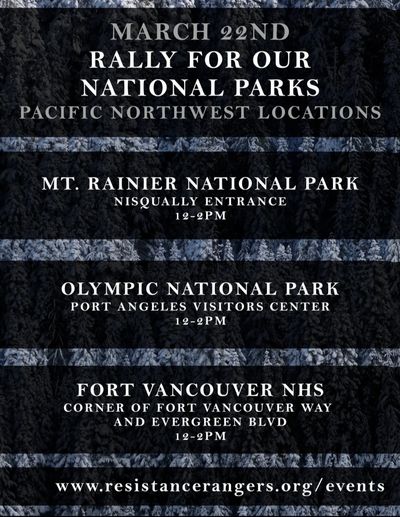 MARCH 22ND
RALLY FOR OUR
NATIONAL PARKS
PACIFIC NORTHWEST LOCATIONS
MT. RAINIER NATIONAL PARK
NISQUALLY ENTRANCE
12-2PM
OLYMPIC NATIONAL PARK
PORT ANGELES VISITORS CENTER
12-2PM
FORT VANCOUVER NHS
CORNER OF FORT VANCOUVER WAY
AND EVERGREEN BLVD
12-2PM
www.resistancerangers.org/events